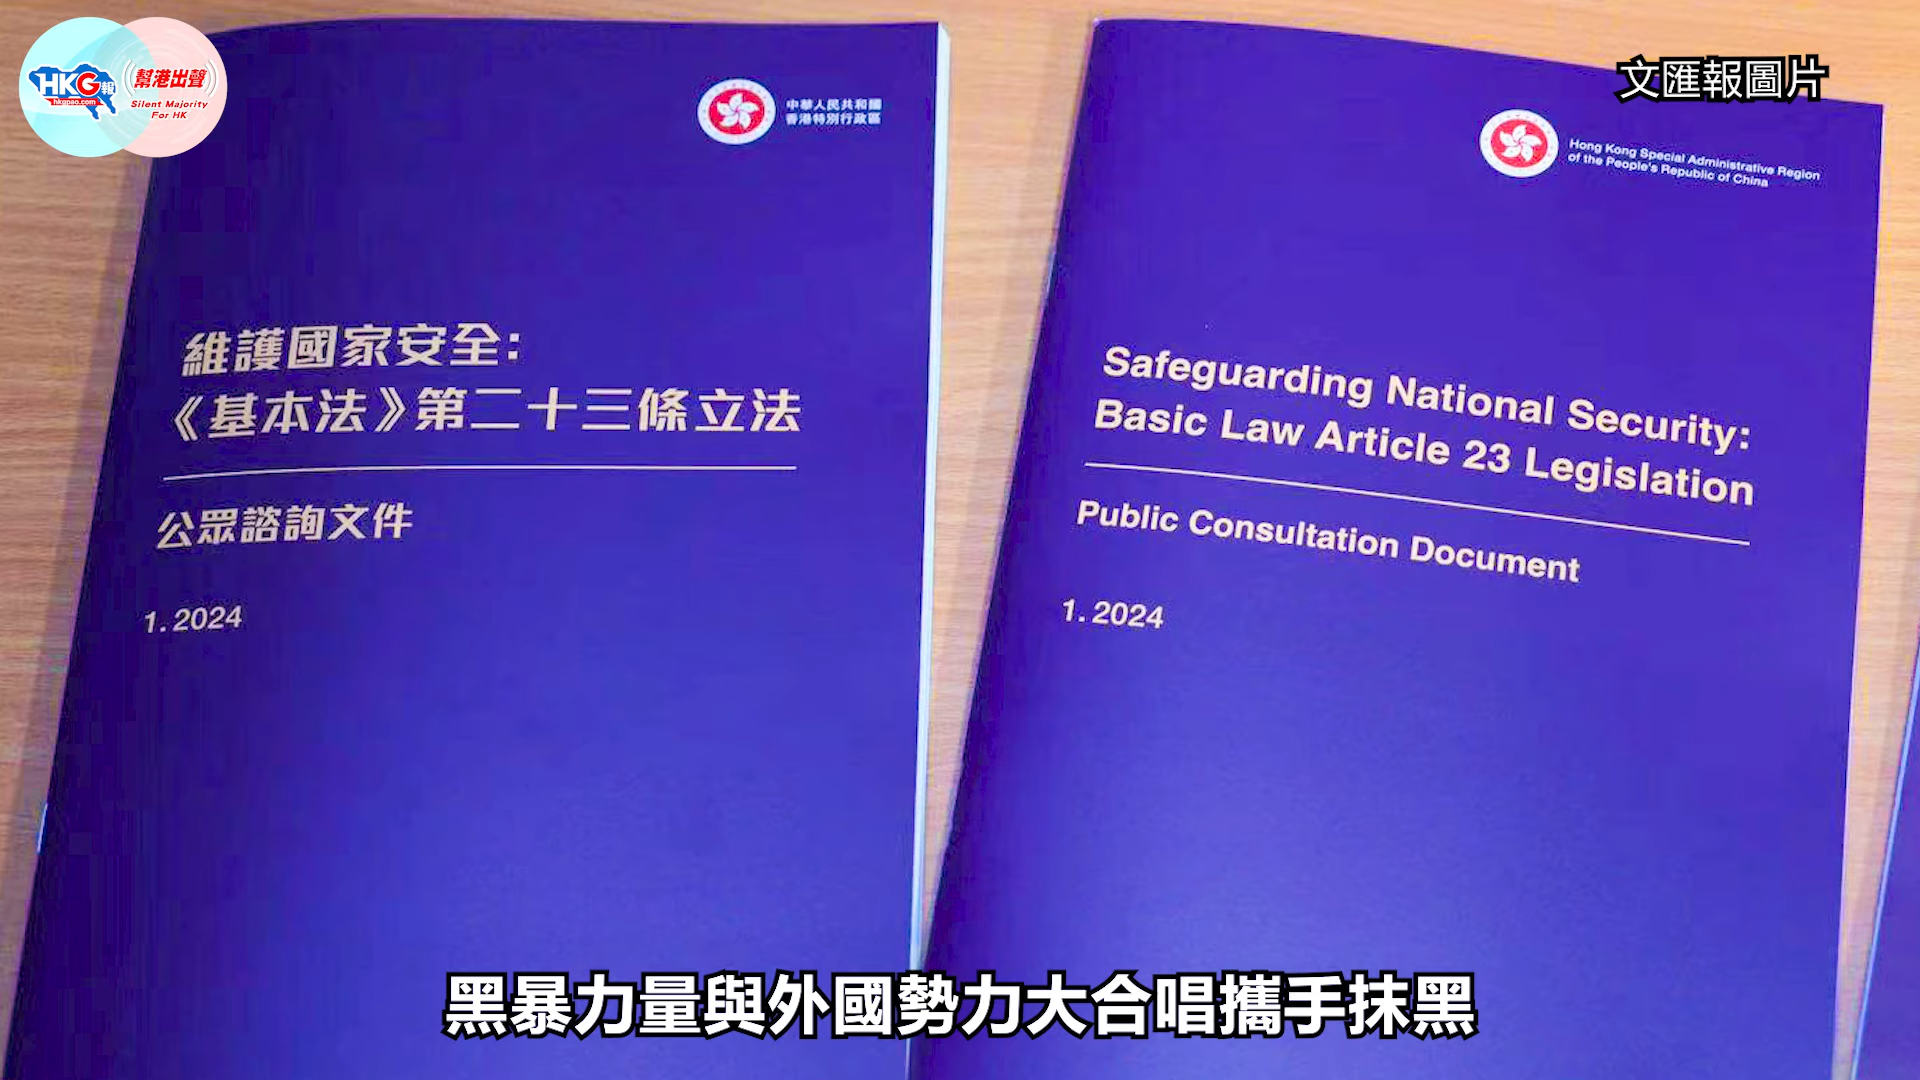 HKG報
hkgpao.com
幫港出聲
Silent Majority
For HK
文匯報圖片
中華人民共和國
香港特別行政區
維護國家安全:
《基本法》第二十三條立法
公眾諮詢文件
1.2024
Hong Kong Special Administrative Region
of the People's Republic of China
Safeguarding National Security:
Basic Law Article 23 Legislation
Public Consultation Document
1.2024
黑暴力量與外國勢力大合唱攜手抹黑